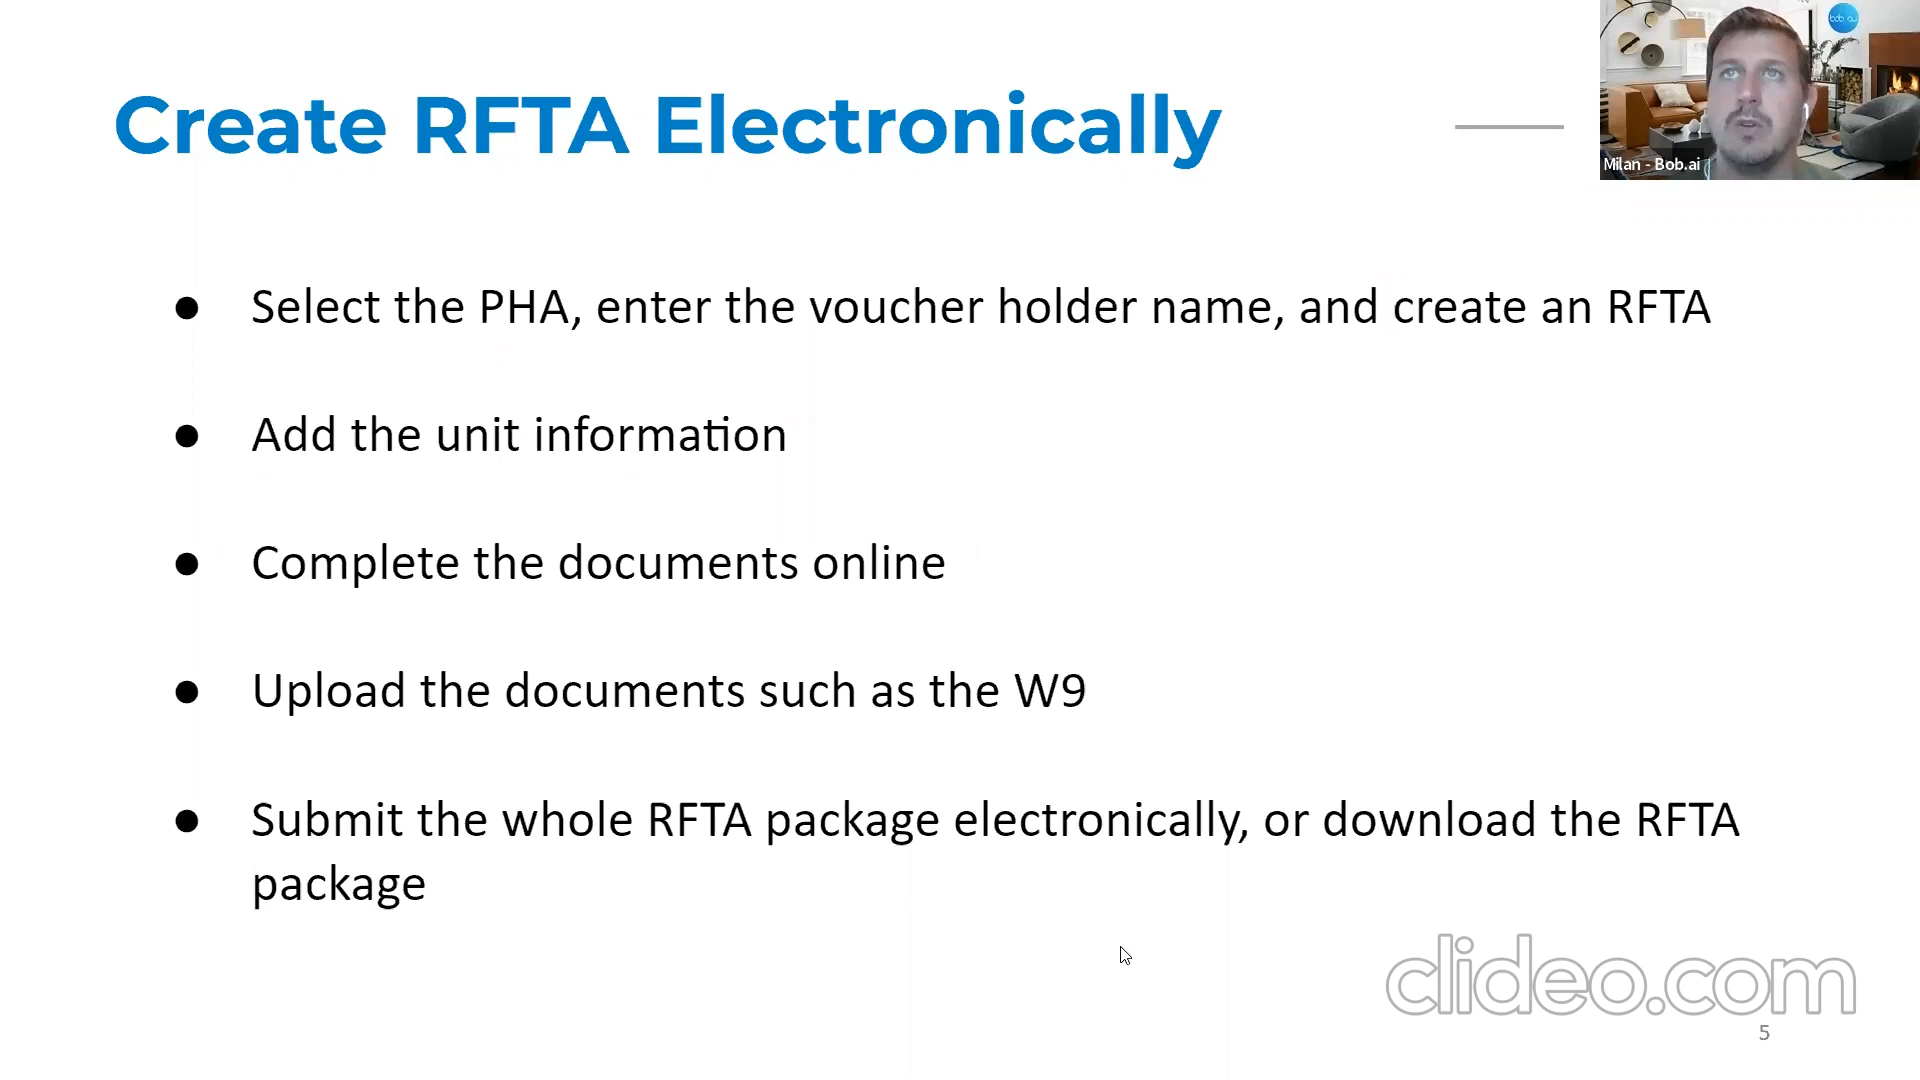 Create RFTA Electronically
bob.ai
Milan - Bob.ai
● Select the PHA, enter the voucher holder name, and create an RFTA
● Add the unit information
● Complete the documents online
● Upload the documents such as the W9
● Submit the whole RFTA package electronically, or download the RFTA
package
clideo.com
5